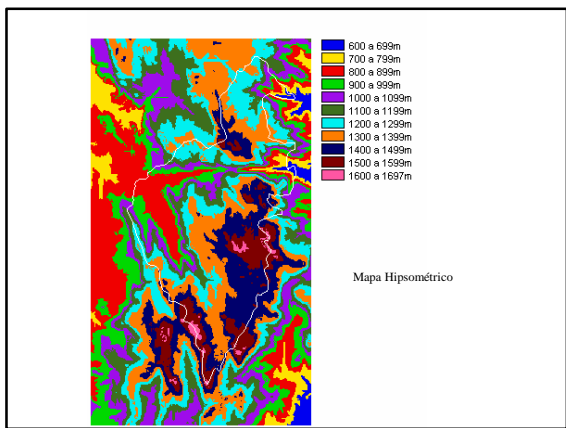 600 a 699m
700 a 799m
800 a 899m
900 a 999m
1000 a 1099m
1100 a 1199m
1200 a 1299m
1300 a 1399m
1400 a 1499m
1500 a 1599m
1600 a 1697m
Mapa Hipsométrico